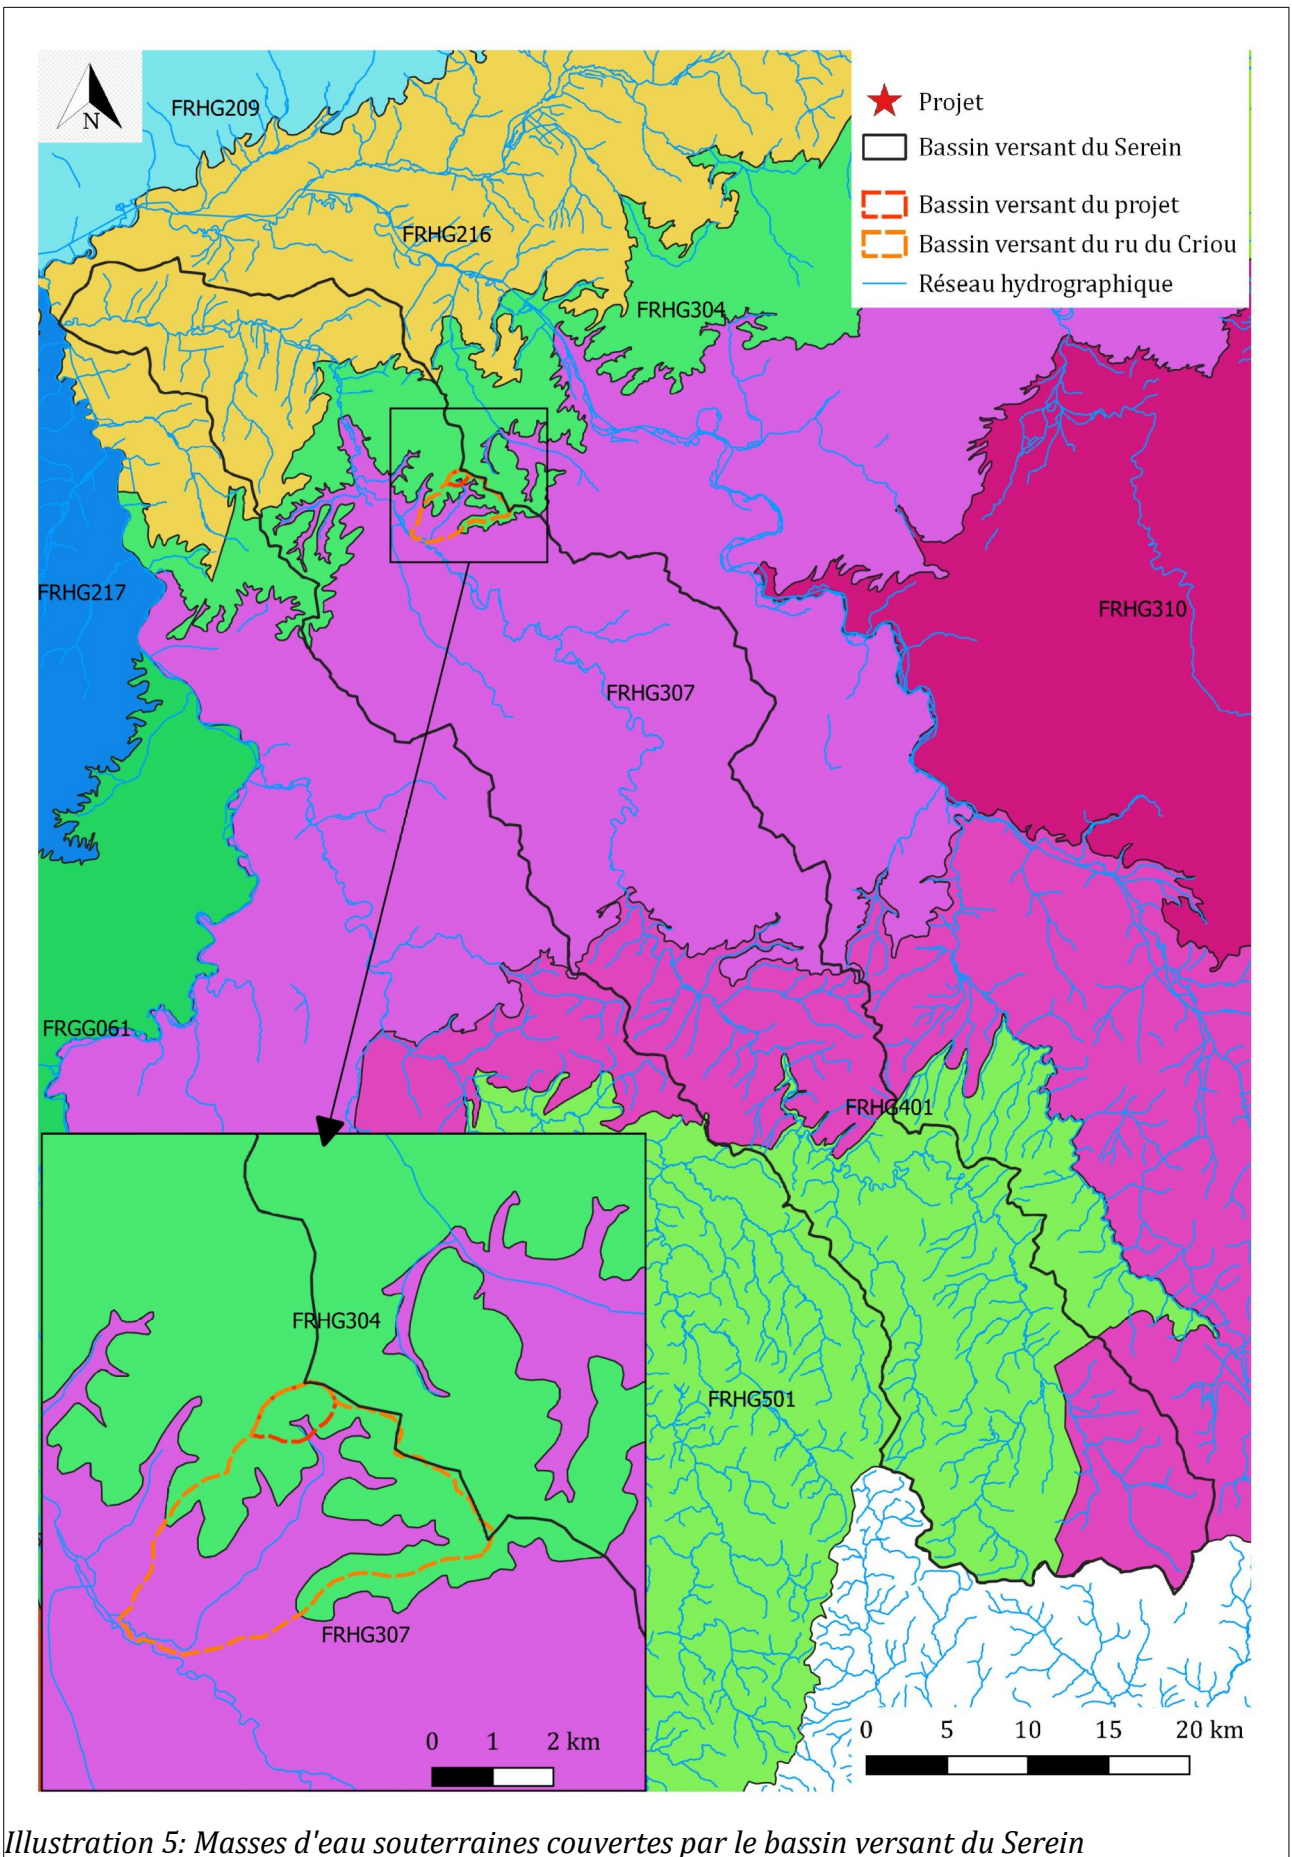 N
FRHG209
Projet
Bassin versant du Serein
Bassin versant du projet
Bassin versant du ru du Criou
Réseau hydrographique
FRHG216
FRHG304
FRHG217
FRHG310
FRHG307
FRGG061
FRHG401
FRHG304
FRHG501
FRHG307
0 1 2 km
0 5 10 15 20 km
Illustration 5: Masses d'eau souterraines couvertes par le bassin versant du Serein